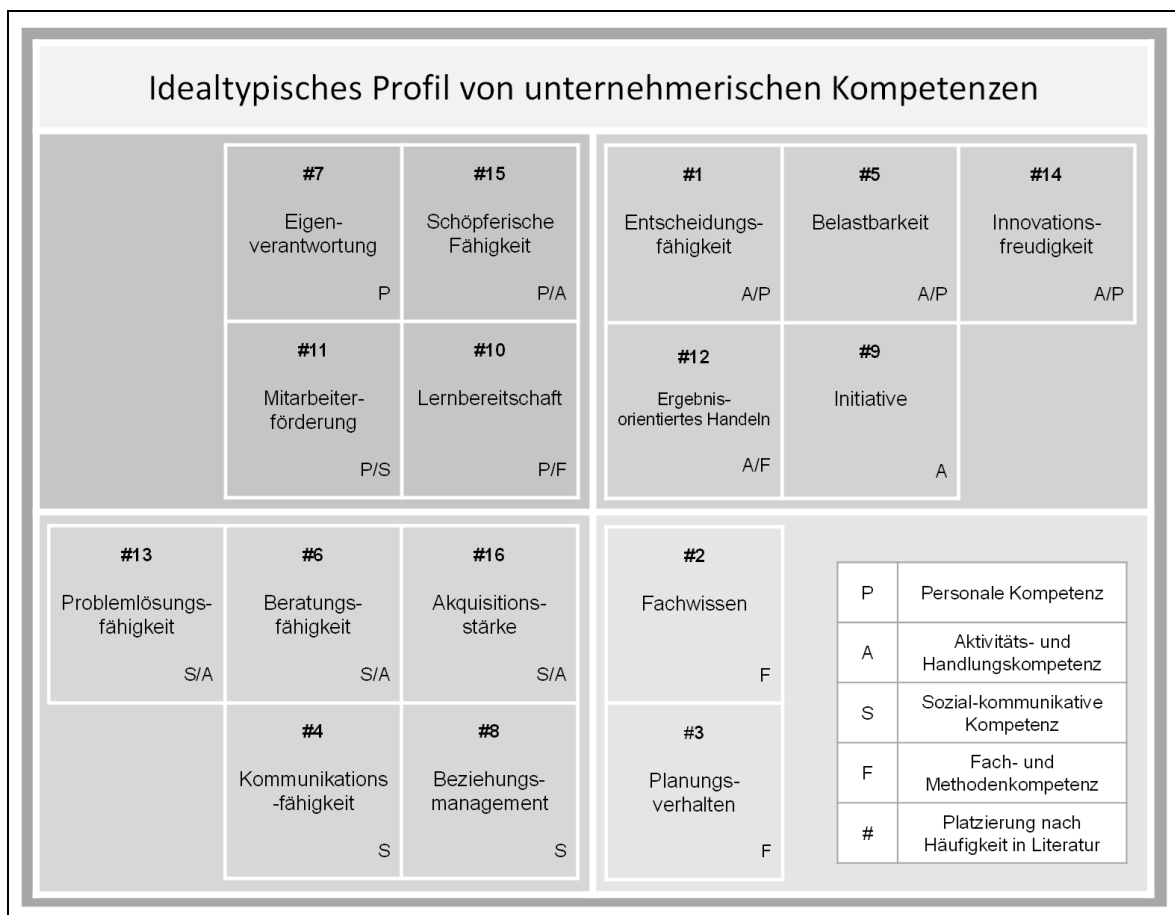 Idealtypisches Profil von unternehmerischen Kompetenzen
#7
Eigen-
verantwortung
P
#15
Schöpferische
Fähigkeit
P/A
#11
Mitarbeiter-
förderung
P/S
#10
Lernbereitschaft
P/F
#1
Entscheidungs-
fähigkeit
A/P
#5
Belastbarkeit
A/P
#14
Innovations-
freudigkeit
A/P
#12
Ergebnis-
orientiertes Handeln
A/F
#9
Initiative
A
#13
Problemlösungs-
fähigkeit
S/A
#6
Beratungs-
fähigkeit
S/A
#16
Akquisitions-
stärke
S/A
#4
Kommunikations
-fähigkeit
S
#8
Beziehungs-
management
S
#2
Fachwissen
F
#3
Planungs-
verhalten
F
P
Personale Kompetenz
A
Aktivitäts- und
Handlungskompetenz
S
Sozial-kommunikative
Kompetenz
F
Fach- und
Methodenkompetenz
#
Platzierung nach
Häufigkeit in Literatur